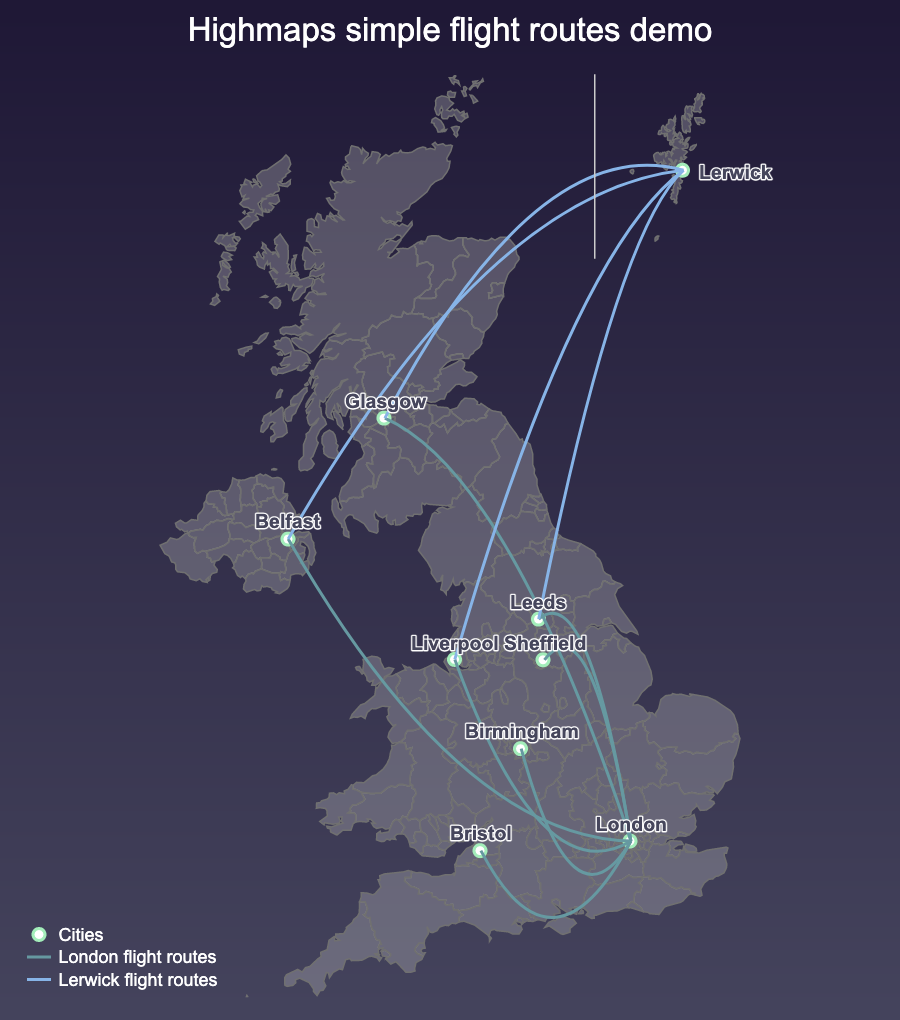 Highmaps simple flight routes demo
Lerwick
Glasgow
Belfast
Leeds
Liverpool
Sheffield
Birmingham
London
Bristol
Cities
London flight routes
Lerwick flight routes